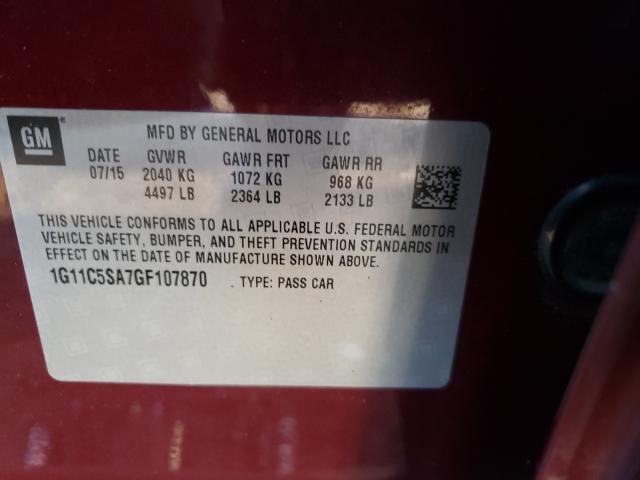 GM
MFD BY GENERAL MOTORS LLC
DATE GVWR GAWR FRT GAWR RR
07/15 2040 KG 1072 KG 968 KG
4497 LB 2364 LB 2133 LB
THIS VEHICLE CONFORMS TO ALL APPLICABLE U.S. FEDERAL MOTOR
VEHICLE SAFETY, BUMPER, AND THEFT PREVENTION STANDARDS IN
EFFECT ON THE DATE OF MANUFACTURE SHOWN ABOVE.
1G11C5SA7GF107870 TYPE: PASS CAR